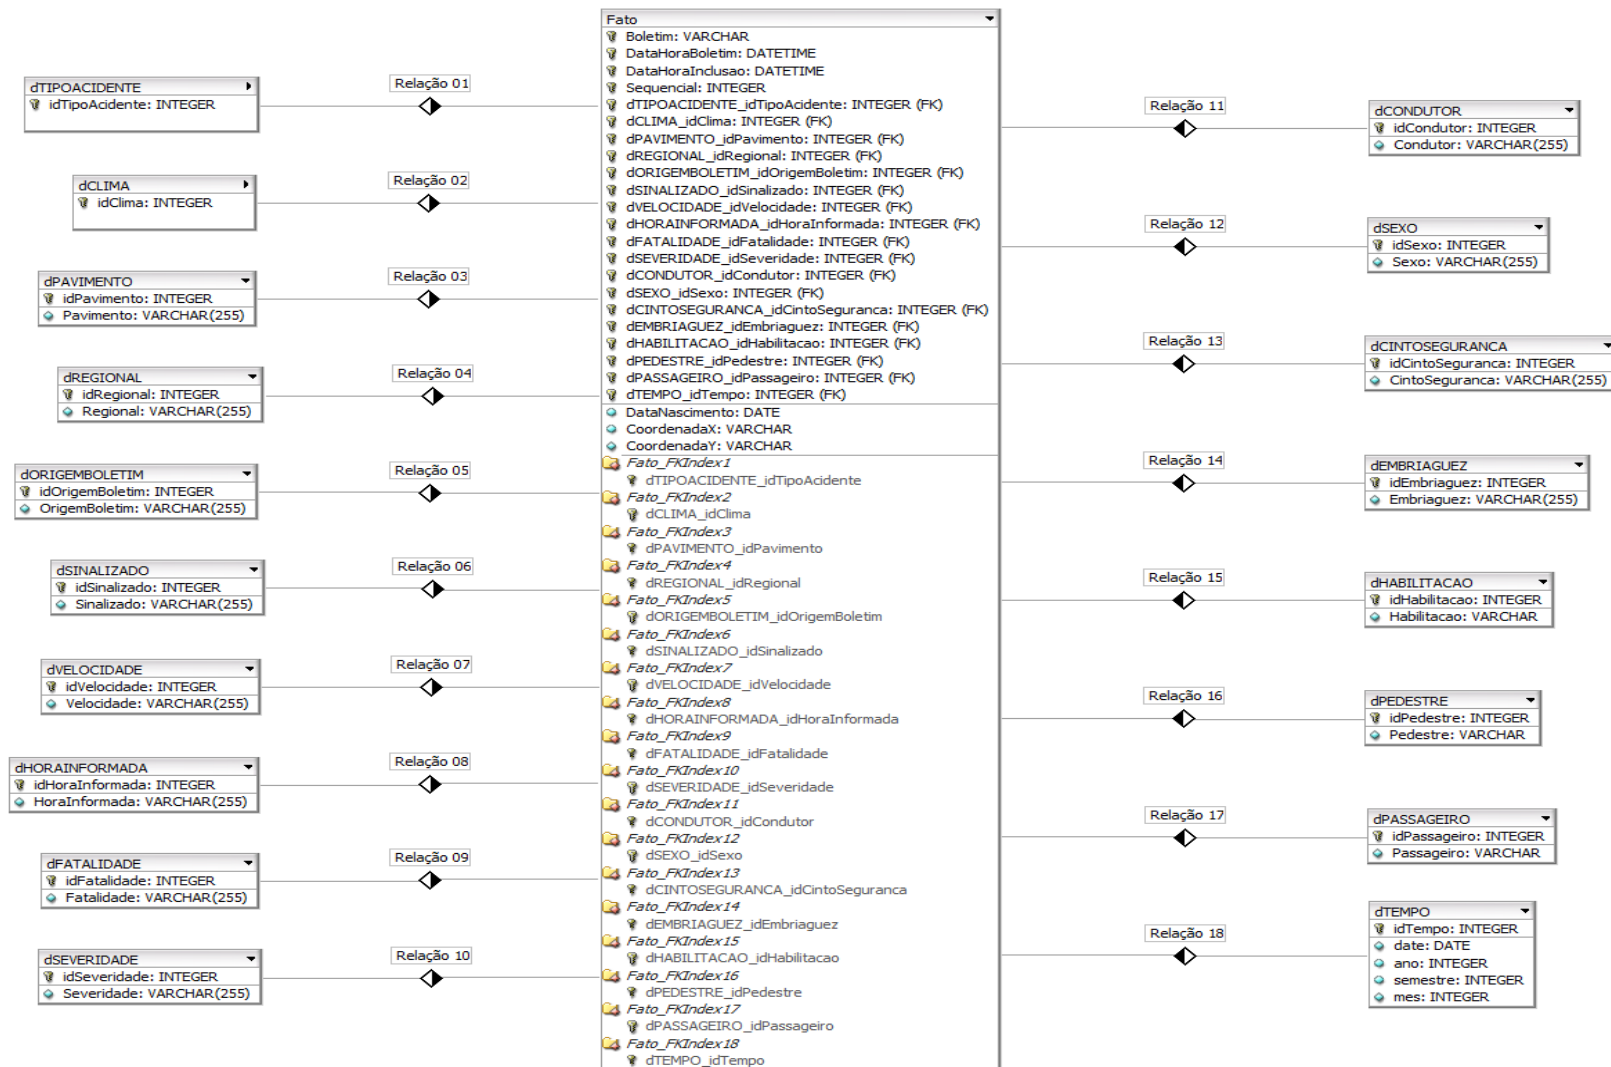 dTIPOACIDENTE
idTipoAcidente: INTEGER
Relação 01
dCLIMA
idClima: INTEGER
Relação 02
dPAVIMENTO
idPavimento: INTEGER
Pavimento: VARCHAR(255)
Relação 03
dREGIONAL
idRegional: INTEGER
Regional: VARCHAR(255)
Relação 04
dORIGEMBOLETIM
idOrigemBoletim: INTEGER
OrigemBoletim: VARCHAR(255)
Relação 05
dSINALIZADO
idSinalizado: INTEGER
Sinalizado: VARCHAR(255)
Relação 06
dVELOCIDADE
idVelocidade: INTEGER
Velocidade: VARCHAR(255)
Relação 07
dHORAINFORMADA
idHoraInformada: INTEGER
HoraInformada: VARCHAR(255)
Relação 08
dFATALIDADE
idFatalidade: INTEGER
Fatalidade: VARCHAR(255)
Relação 09
dSEVERIDADE
idSeveridade: INTEGER
Severidade: VARCHAR(255)
Relação 10
Fato
Boletim: VARCHAR
DataHoraBoletim: DATETIME
DataHoraInclusao: DATETIME
Sequencial: INTEGER
dTIPOACIDENTE_idTipoAcidente: INTEGER (FK)
dCLIMA_idClima: INTEGER (FK)
dPAVIMENTO_idPavimento: INTEGER (FK)
dREGIONAL_idRegional: INTEGER (FK)
dORIGEMBOLETIM_idOrigemBoletim: INTEGER (FK)
dSINALIZADO_idSinalizado: INTEGER (FK)
dVELOCIDADE_idVelocidade: INTEGER (FK)
dHORAINFORMADA_idHoraInformada: INTEGER (FK)
dFATALIDADE_idFatalidade: INTEGER (FK)
dSEVERIDADE_idSeveridade: INTEGER (FK)
dCONDUTOR_idCondutor: INTEGER (FK)
dSEXO_idSexo: INTEGER (FK)
dCINTOSEGURANCA_idCintoSeguranca: INTEGER (FK)
dEMBRIAGUEZ_idEmbriaguez: INTEGER (FK)
dHABILITACAO_idHabilitacao: INTEGER (FK)
dPEDESTRE_idPedestre: INTEGER (FK)
dPASSAGEIRO_idPassageiro: INTEGER (FK)
dTEMPO_idTempo: INTEGER (FK)
DataNascimento: DATE
CoordenadaX: VARCHAR
CoordenadaY: VARCHAR
Fato_FKIndex1
dTIPOACIDENTE_idTipoAcidente
Fato_FKIndex2
dCLIMA_idClima
Fato_FKIndex3
dPAVIMENTO_idPavimento
Fato_FKIndex4
dREGIONAL_idRegional
Fato_FKIndex5
dORIGEMBOLETIM_idOrigemBoletim
Fato_FKIndex6
dSINALIZADO_idSinalizado
Fato_FKIndex7
dVELOCIDADE_idVelocidade
Fato_FKIndex8
dHORAINFORMADA_idHoraInformada
Fato_FKIndex9
dFATALIDADE_idFatalidade
Fato_FKIndex10
dSEVERIDADE_idSeveridade
Fato_FKIndex11
dCONDUTOR_idCondutor
Fato_FKIndex12
dSEXO_idSexo
Fato_FKIndex13
dCINTOSEGURANCA_idCintoSeguranca
Fato_FKIndex14
dEMBRIAGUEZ_idEmbriaguez
Fato_FKIndex15
dHABILITACAO_idHabilitacao
Fato_FKIndex16
dPEDESTRE_idPedestre
Fato_FKIndex17
dPASSAGEIRO_idPassageiro
Fato_FKIndex18
dTEMPO_idTempo
Relação 11
dCONDUTOR
idCondutor: INTEGER
Condutor: VARCHAR(255)
Relação 12
dSEXO
idSexo: INTEGER
Sexo: VARCHAR(255)
Relação 13
dCINTOSEGURANCA
idCintoSeguranca: INTEGER
CintoSeguranca: VARCHAR(255)
Relação 14
dEMBRIAGUEZ
idEmbriaguez: INTEGER
Embriaguez: VARCHAR(255)
Relação 15
dHABILITACAO
idHabilitacao: INTEGER
Habilitacao: VARCHAR
Relação 16
dPEDESTRE
idPedestre: INTEGER
Pedestre: VARCHAR
Relação 17
dPASSAGEIRO
idPassageiro: INTEGER
Passageiro: VARCHAR
Relação 18
dTEMPO
idTempo: INTEGER
date: DATE
ano: INTEGER
semestre: INTEGER
mes: INTEGER